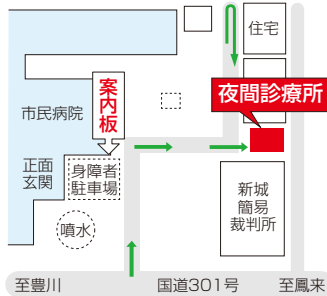 住宅
夜間診療所
案内板
市民病院
正面
玄関
身障者
駐車場
噴水
新城
簡易
裁判所
至豊川
国道301号
至鳳来